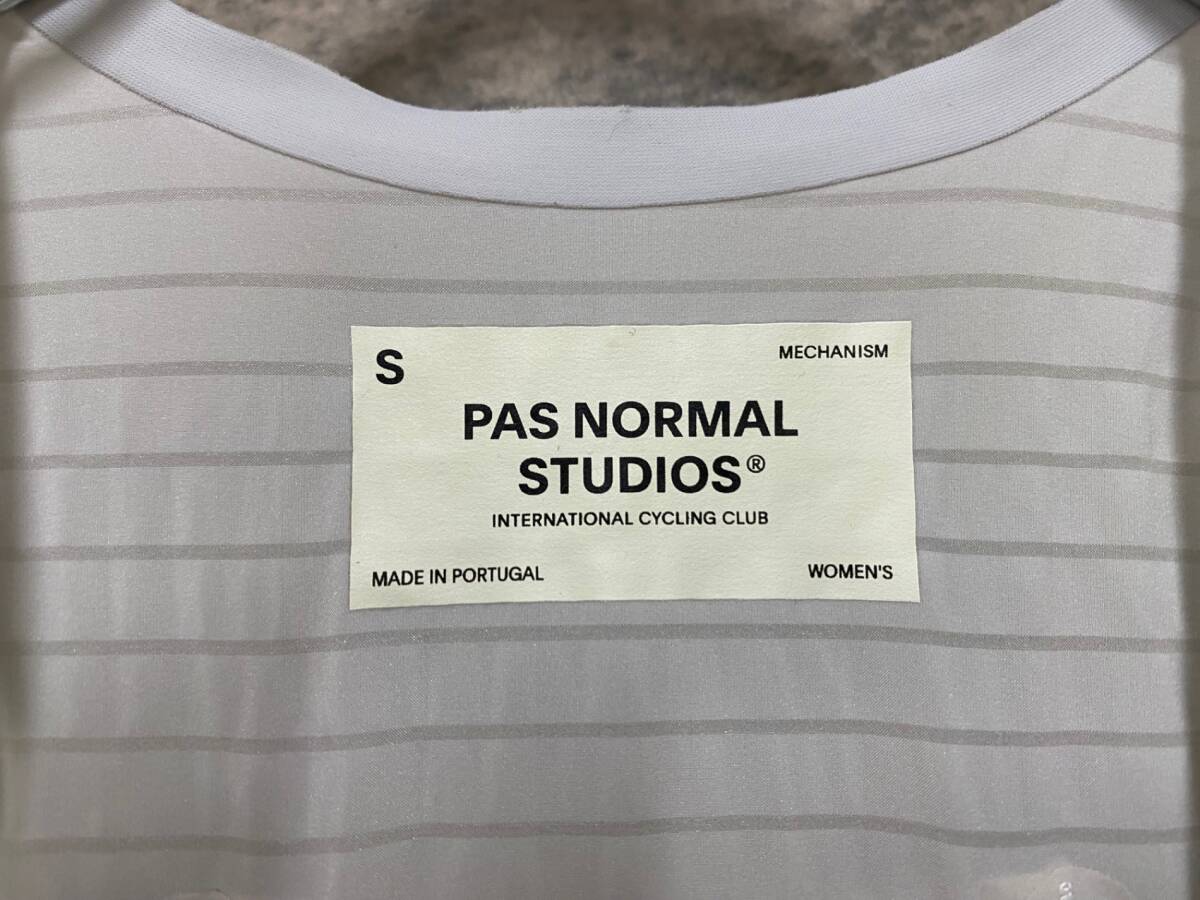 S
MECHANISM
PAS NORMAL
STUDIOS®
INTERNATIONAL CYCLING CLUB
MADE IN PORTUGAL
WOMEN'S